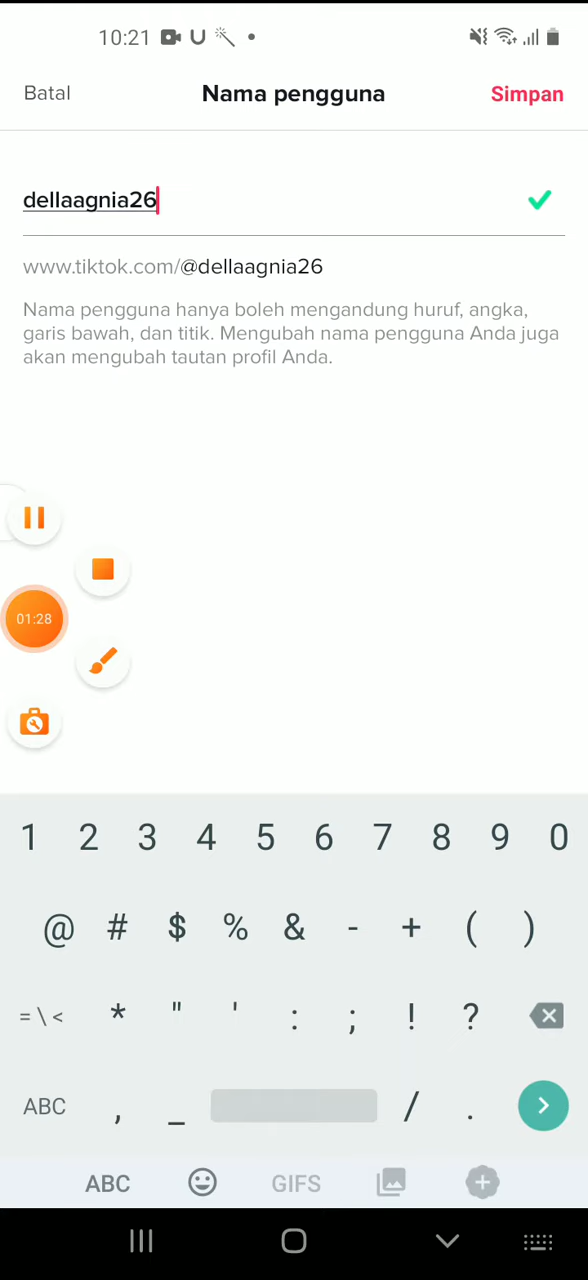 10:21
Batal Nama pengguna Simpan
dellaagnia26
www.tiktok.com/@dellaagnia26
Nama pengguna hanya boleh mengandung huruf, angka,
garis bawah, dan titik. Mengubah nama pengguna Anda juga
akan mengubah tautan profil Anda.
01:28
1 2 3 4 5 6 7 8 9 0
@ # $ % & - + ( )
= \ < * " ' : ; ! ?
ABC , _ / .
ABC GIFS